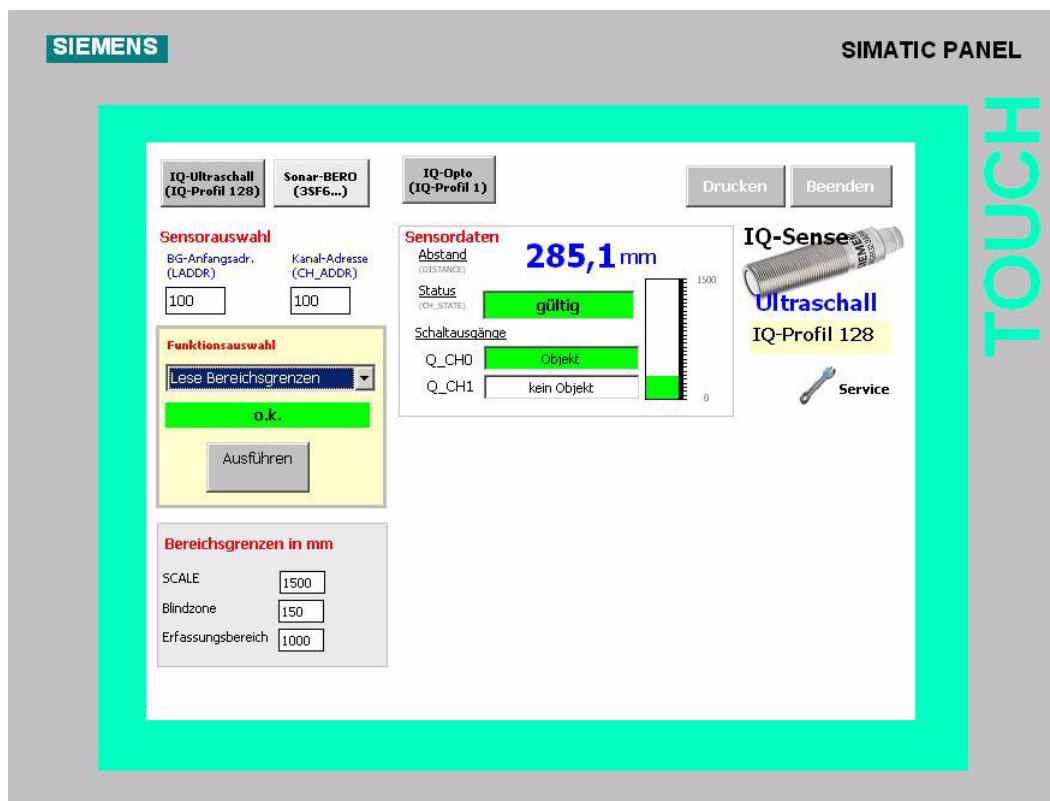 SIEMENS
SIMATIC PANEL
TOUCH
IQ-Ultraschall
(IQ-Profil 128)
Sonar-BERO
(3SF6...)
IQ-Opto
(IQ-Profil 1)
Drucken
Beenden
Sensorauswahl
BG-Anfangsadr.
(LADDR)
Kanal-Adresse
(CH_ADDR)
100
100
Funktionsauswahl
Lese Bereichsgrenzen
o.k.
Ausführen
Bereichsgrenzen in mm
SCALE 1500
Blindzone 150
Erfassungsbereich 1000
Sensordaten
Abstand
(DISTANCE)
285,1 mm
Status
(CH_STATE)
gültig
Schaltausgänge
Q_CH0 Objekt
Q_CH1 kein Objekt
1500
0
IQ-Sense
Ultraschall
IQ-Profil 128
Service